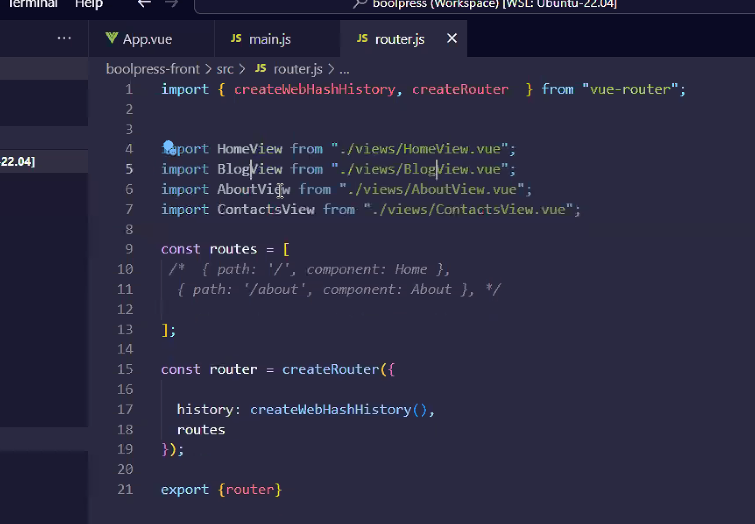 Terminal Help
boolpress (Workspace) [WSL: Ubuntu-22.04]
... App.vue JS main.js JS router.js
boolpress-front > src > JS router.js > ...
22.04]
1 import { createWebHashHistory, createRouter } from "vue-router";
2
3
4 import HomeView from "./views/HomeView.vue";
5 import BlogView from "./views/BlogView.vue";
6 import AboutView from "./views/AboutView.vue";
7 import ContactsView from "./views/ContactsView.vue";
8
9 const routes = [
10 /* { path: '/', component: Home },
11 { path: '/about', component: About }, */
12
13 ];
14
15 const router = createRouter({
16
17 history: createWebHashHistory(),
18 routes
19 });
20
21 export {router}